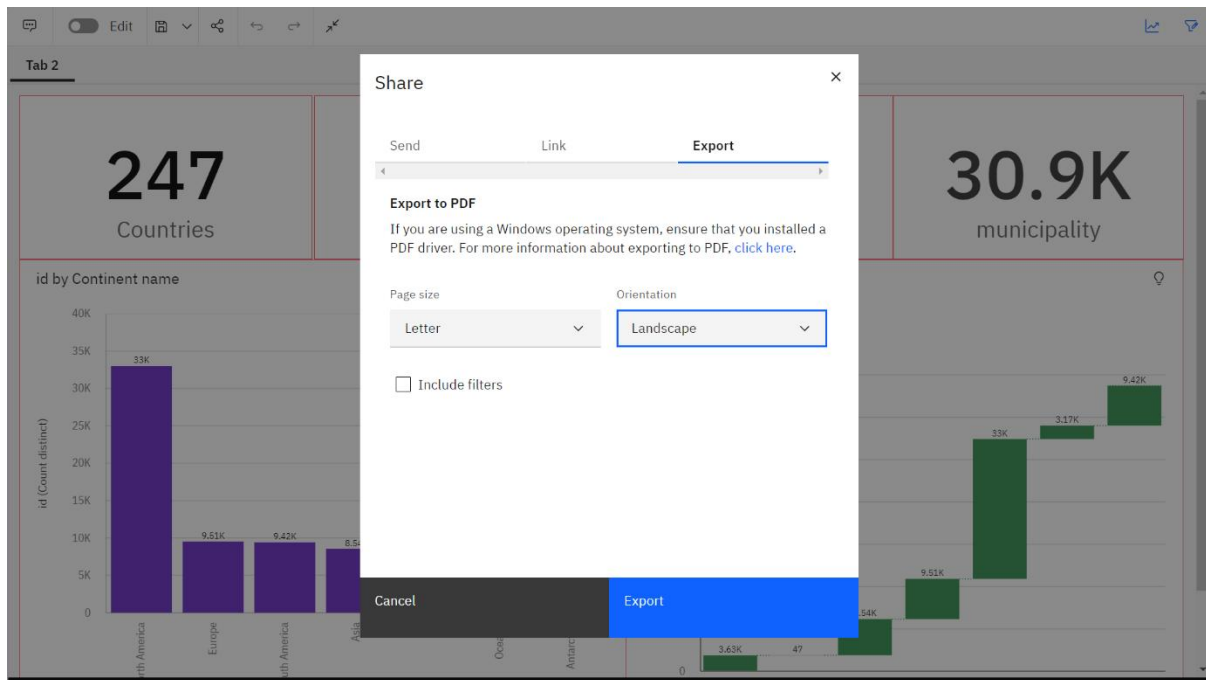 Edit
Tab 2
247
Countries
30.9K
municipality
Share
Send Link Export
Export to PDF
If you are using a Windows operating system, ensure that you installed a
PDF driver. For more information about exporting to PDF, click here.
Page size Orientation
Letter Landscape
Include filters
Cancel Export
id by Continent name
id (Count distinct)
40K
35K
30K
25K
20K
15K
10K
5K
0
33K
9.51K
9.42K
Europe
Asia
3.63K
47
9.51K
33K
3.17K
9.42K
0